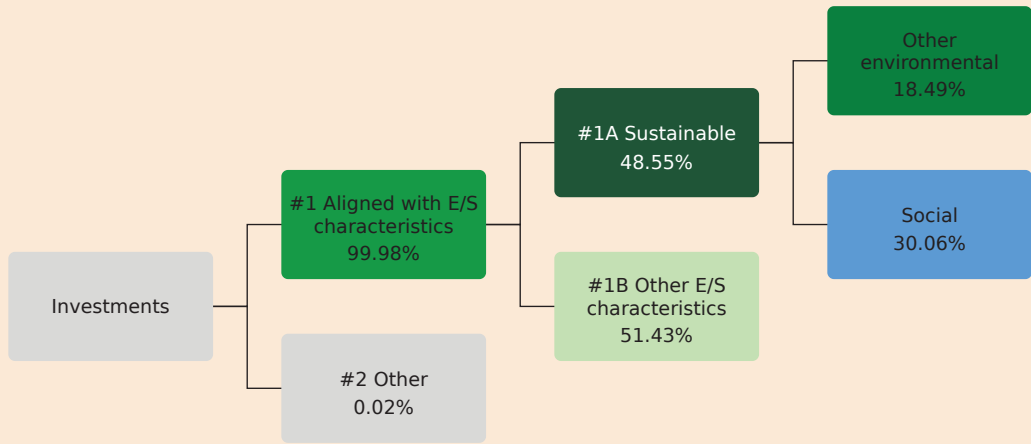 Investments
#1 Aligned with E/S
characteristics
99.98%
#2 Other
0.02%
#1A Sustainable
48.55%
#1B Other E/S
characteristics
51.43%
Other
environmental
18.49%
Social
30.06%